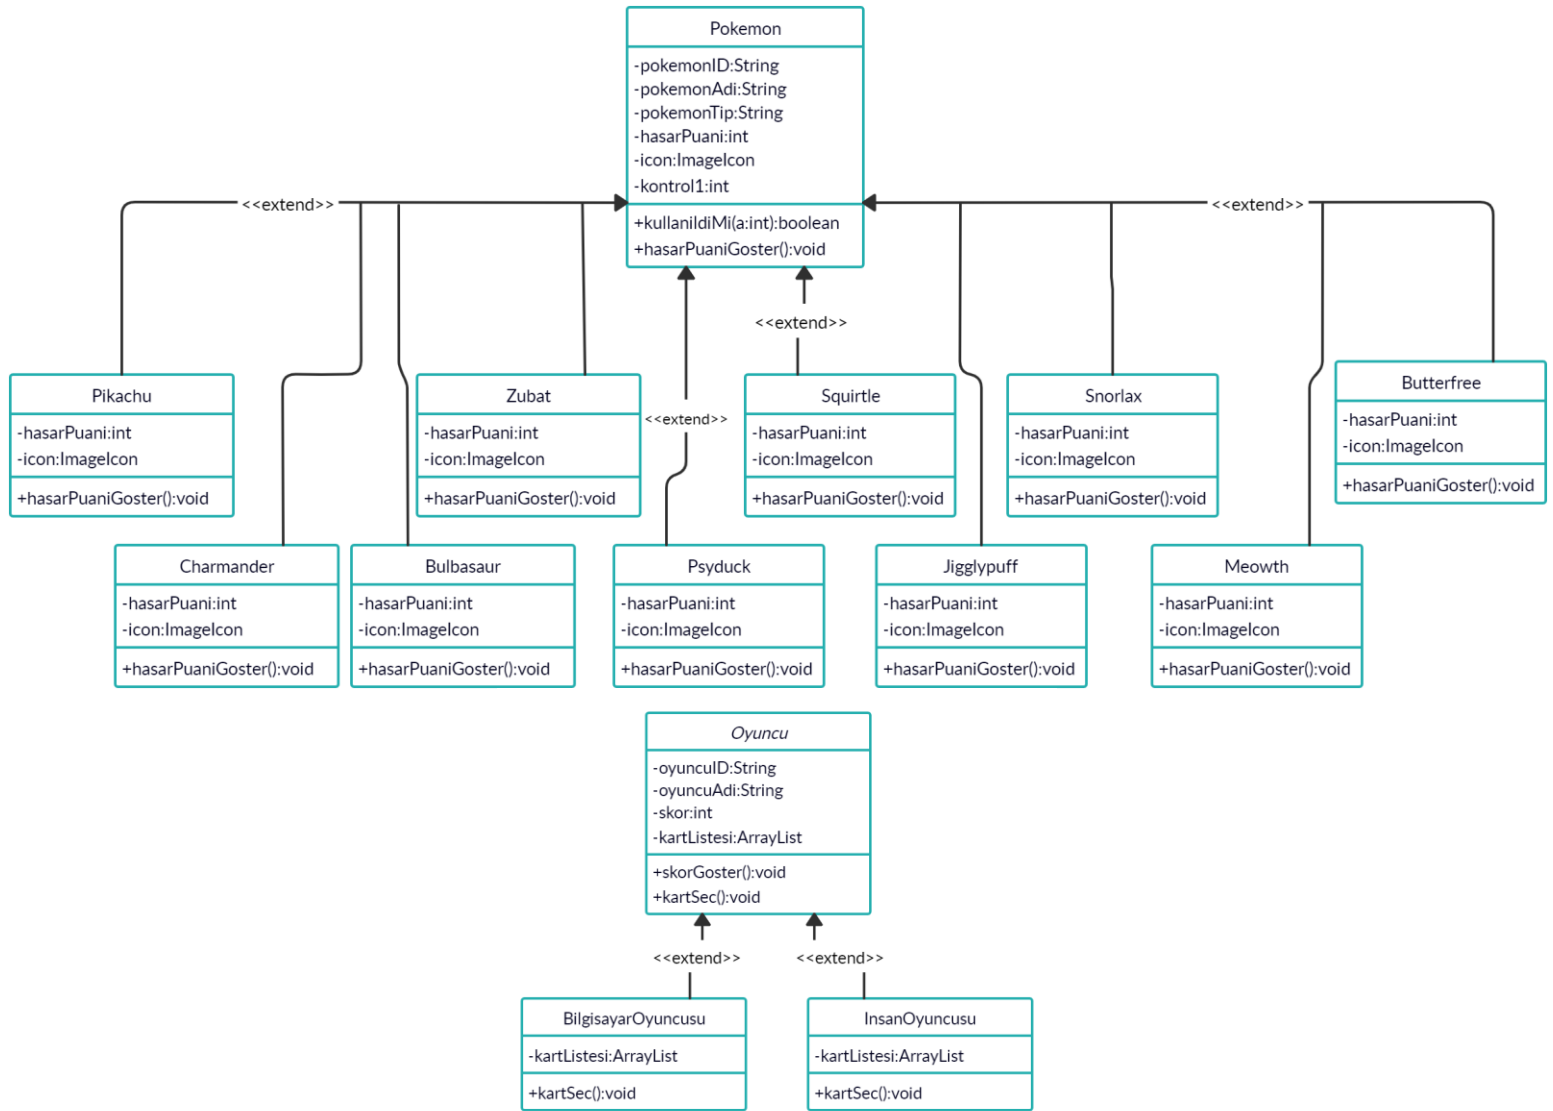 Pokemon
-pokemonID:String
-pokemonAdi:String
-pokemonTip:String
-hasarPuani:int
-icon:ImageIcon
-kontrol1:int
+kullanildiMi(a:int):boolean
+hasarPuaniGoster():void
<<extend>>
<<extend>>
<<extend>>
<<extend>>
Pikachu
-hasarPuani:int
-icon:ImageIcon
+hasarPuaniGoster():void
Zubat
-hasarPuani:int
-icon:ImageIcon
+hasarPuaniGoster():void
Squirtle
-hasarPuani:int
-icon:ImageIcon
+hasarPuaniGoster():void
Snorlax
-hasarPuani:int
-icon:ImageIcon
+hasarPuaniGoster():void
Butterfree
-hasarPuani:int
-icon:ImageIcon
+hasarPuaniGoster():void
Charmander
-hasarPuani:int
-icon:ImageIcon
+hasarPuaniGoster():void
Bulbasaur
-hasarPuani:int
-icon:ImageIcon
+hasarPuaniGoster():void
Psyduck
-hasarPuani:int
-icon:ImageIcon
+hasarPuaniGoster():void
Jigglypuff
-hasarPuani:int
-icon:ImageIcon
+hasarPuaniGoster():void
Meowth
-hasarPuani:int
-icon:ImageIcon
+hasarPuaniGoster():void
Oyuncu
-oyuncuID:String
-oyuncuAdi:String
-skor:int
-kartListesi:ArrayList
+skorGoster():void
+kartSec():void
<<extend>>
<<extend>>
BilgisayarOyuncusu
-kartListesi:ArrayList
+kartSec():void
InsanOyuncusu
-kartListesi:ArrayList
+kartSec():void